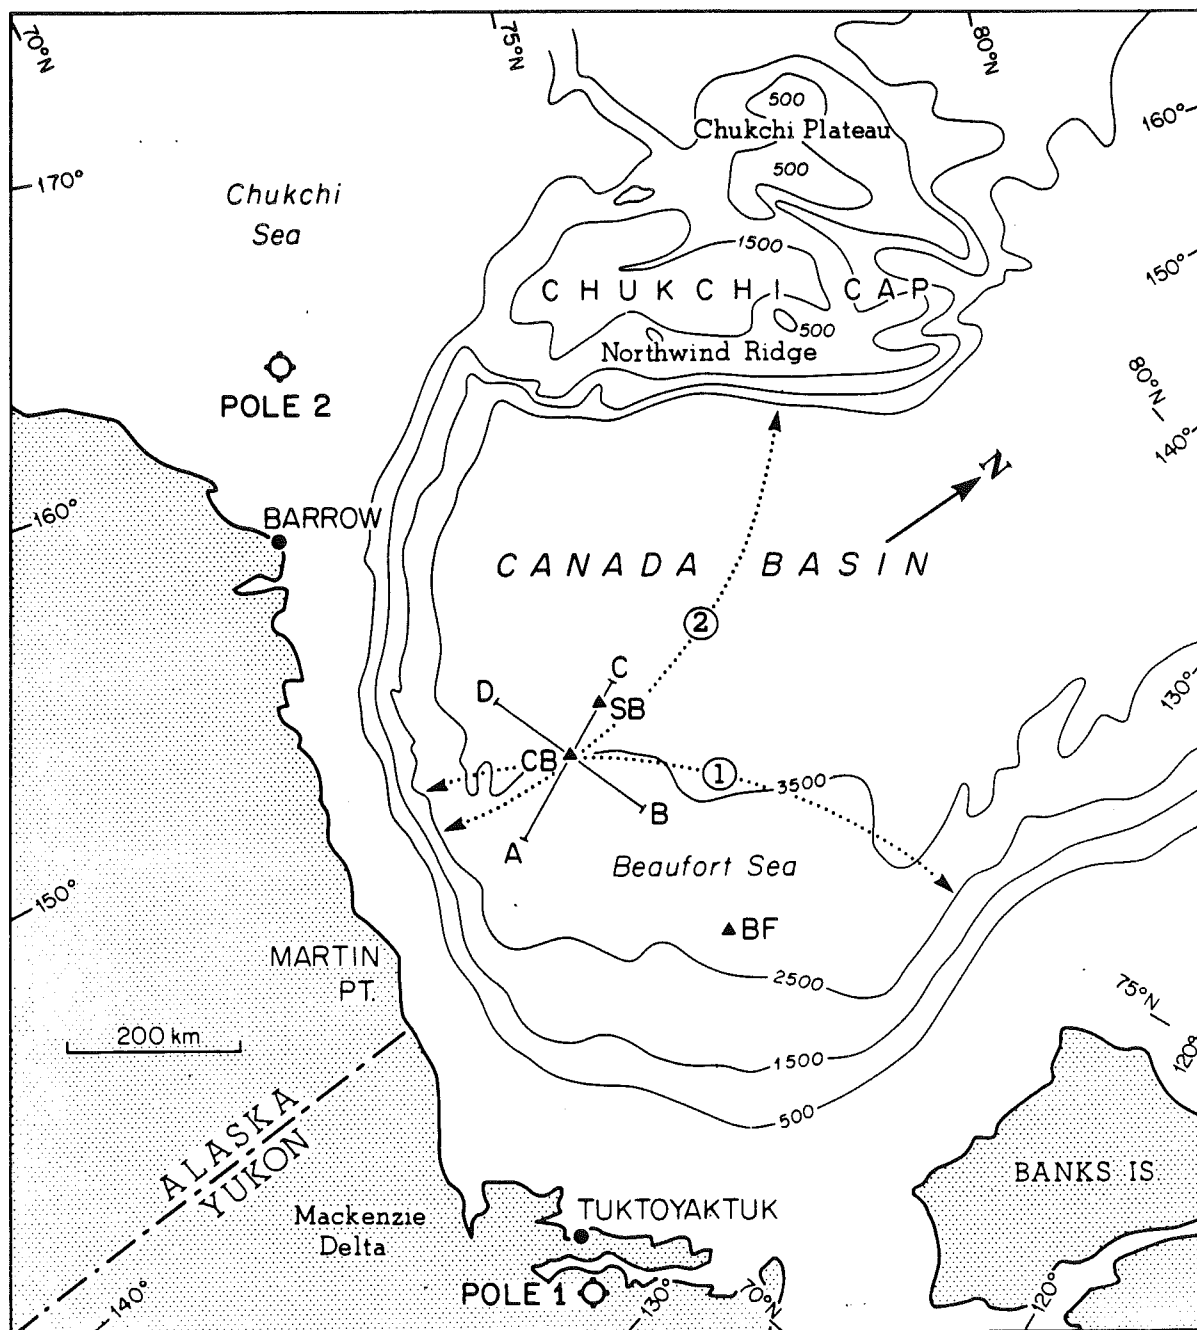 70°N
75°N
80°N
160°
500
Chukchi Plateau
500
170°
Chukchi
Sea
1500
150°
CHUKCHI CAP
500
Northwind Ridge
POLE 2
80°N
140°
N
160°
BARROW
CANADA BASIN
2
C
D
SB
130°
CB
1
3500
B
A
Beaufort Sea
150°
BF
MARTIN
PT.
2500
75°N
200 km
120°
1500
500
ALASKA
YUKON
BANKS IS
Mackenzie
Delta
TUKTOYAKTUK
POLE 1
140°
130°
70°N
120°